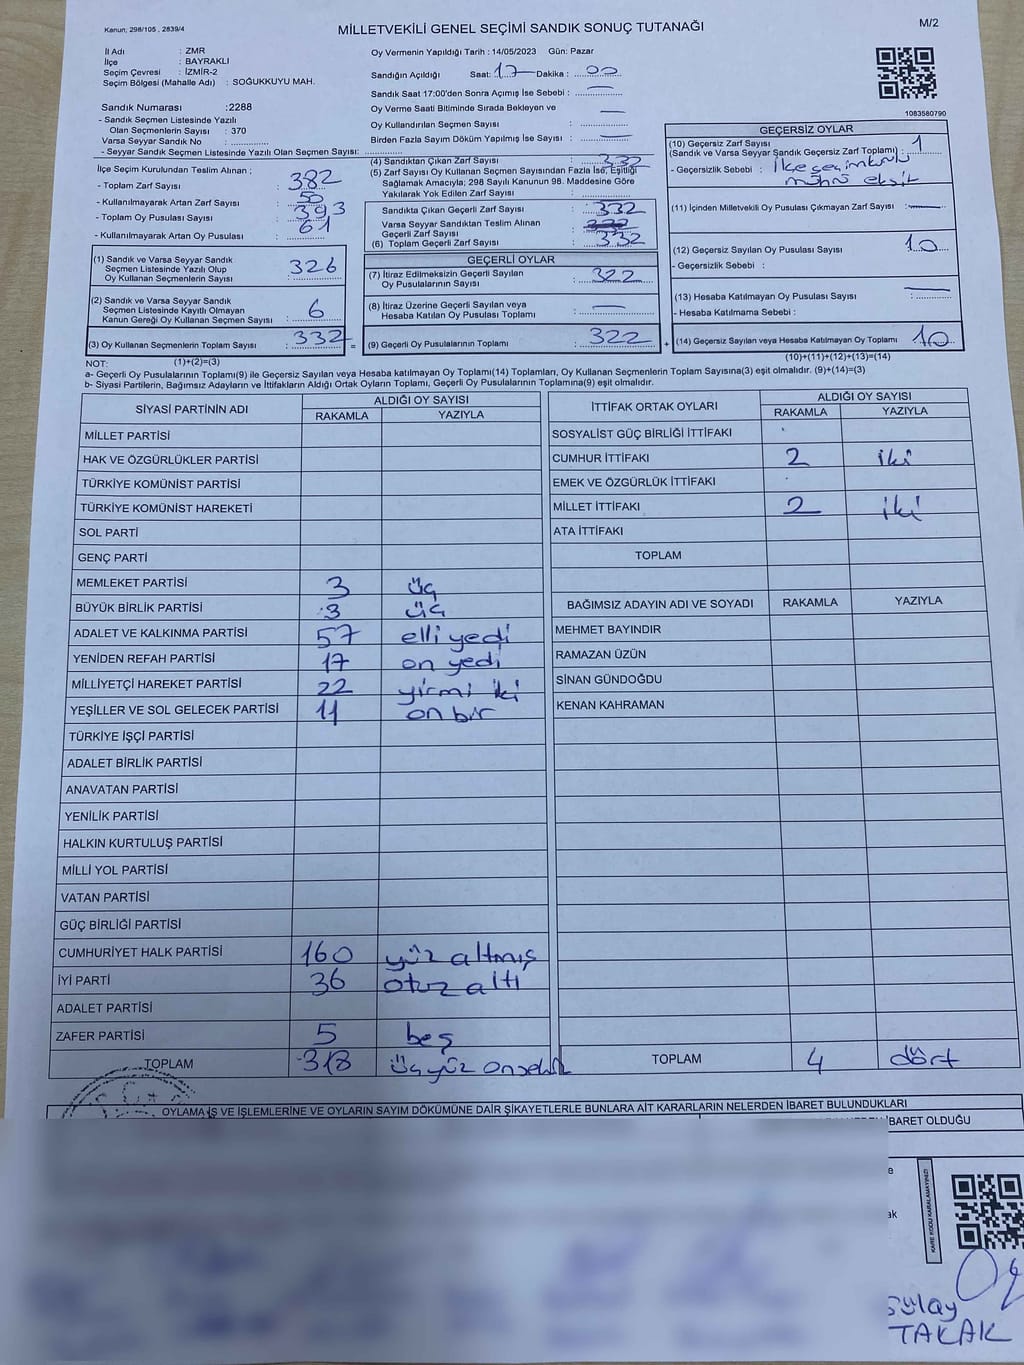 Kanun; 298/105 , 2839/4
MİLLETVEKİLİ GENEL SEÇİMİ SANDIK SONUÇ TUTANAĞI
M/2
İl Adı : ZMR
İlçe : BAYRAKLI
Seçim Çevresi : İZMİR-2
Seçim Bölgesi (Mahalle Adı) : SOĞUKKUYU MAH.
Sandık Numarası :2288
- Sandık Seçmen Listesinde Yazılı
Olan Seçmenlerin Sayısı : 370
Varsa Seyyar Sandık No :
- Seyyar Sandık Seçmen Listesinde Yazılı Olan Seçmen Sayısı:
Oy Vermenin Yapıldığı Tarih : 14/05/2023 Gün: Pazar
Sandığın Açıldığı Saat: 17 Dakika : 00
Sandık Saat 17:00'den Sonra Açımış İse Sebebi : —
Oy Verme Saati Bitiminde Sırada Bekleyen ve
Oy Kullandırılan Seçmen Sayısı : —
Birden Fazla Sayım Döküm Yapılmış İse Sayısı : —
1083580790
İlçe Seçim Kurulundan Teslim Alınan ;
- Toplam Zarf Sayısı : 382
- Kullanılmayarak Artan Zarf Sayısı : 50
- Toplam Oy Pusulası Sayısı : 393
- Kullanılmayarak Artan Oy Pusulası : 61
(4) Sandıktan Çıkan Zarf Sayısı : 332
(5) Zarf Sayısı Oy Kullanan Seçmen Sayısından Fazla İse, Eşitliği
Sağlamak Amacıyla; 298 Sayılı Kanunun 98. Maddesine Göre
Yakılarak Yok Edilen Zarf Sayısı :
Sandıkta Çıkan Geçerli Zarf Sayısı : 332
Varsa Seyyar Sandıktan Teslim Alınan
Geçerli Zarf Sayısı :
(6) Toplam Geçerli Zarf Sayısı : 332
GEÇERSİZ OYLAR
(10) Geçersiz Zarf Sayısı
(Sandık ve Varsa Seyyar Sandık Geçersiz Zarf Toplamı) : 1
- Geçersizlik Sebebi : İlçe seçim kurulu
mührü eksik
(11) İçinden Milletvekili Oy Pusulası Çıkmayan Zarf Sayısı : —
(12) Geçersiz Sayılan Oy Pusulası Sayısı : 10
- Geçersizlik Sebebi :
(13) Hesaba Katılmayan Oy Pusulası Sayısı : —
- Hesaba Katılmama Sebebi :
(14) Geçersiz Sayılan veya Hesaba Katılmayan Oy Toplamı : 10
(10)+(11)+(12)+(13)=(14)
(1) Sandık ve Varsa Seyyar Sandık
Seçmen Listesinde Yazılı Olup
Oy Kullanan Seçmenlerin Sayısı : 326
(2) Sandık ve Varsa Seyyar Sandık
Seçmen Listesinde Kayıtlı Olmayan
Kanun Gereği Oy Kullanan Seçmen Sayısı : 6
(3) Oy Kullanan Seçmenlerin Toplam Sayısı : 332 =
(1)+(2)=(3)
GEÇERLİ OYLAR
(7) İtiraz Edilmeksizin Geçerli Sayılan
Oy Pusulalarının Sayısı : 322
(8) İtiraz Üzerine Geçerli Sayılan veya
Hesaba Katılan Oy Pusulası Toplamı : —
(9) Geçerli Oy Pusulalarının Toplamı : 322 +
NOT:
a- Geçerli Oy Pusulalarının Toplamı(9) ile Geçersiz Sayılan veya Hesaba katılmayan Oy Toplamı(14) Toplamları, Oy Kullanan Seçmenlerin Toplam Sayısına(3) eşit olmalıdır. (9)+(14)=(3)
b- Siyasi Partilerin, Bağımsız Adayların ve İttifakların Aldığı Ortak Oyların Toplamı, Geçerli Oy Pusulalarının Toplamına(9) eşit olmalıdır.
SİYASİ PARTİNİN ADI ALDIĞI OY SAYISI
RAKAMLA YAZIYLA
MİLLET PARTİSİ
HAK VE ÖZGÜRLÜKLER PARTİSİ
TÜRKİYE KOMÜNİST PARTİSİ
TÜRKİYE KOMÜNİST HAREKETİ
SOL PARTİ
GENÇ PARTİ
MEMLEKET PARTİSİ 3 üç
BÜYÜK BİRLİK PARTİSİ 3 üç
ADALET VE KALKINMA PARTİSİ 57 elli yedi
YENİDEN REFAH PARTİSİ 17 on yedi
MİLLİYETÇİ HAREKET PARTİSİ 22 yirmi iki
YEŞİLLER VE SOL GELECEK PARTİSİ 11 on bir
TÜRKİYE İŞÇİ PARTİSİ
ADALET BİRLİK PARTİSİ
ANAVATAN PARTİSİ
YENİLİK PARTİSİ
HALKIN KURTULUŞ PARTİSİ
MİLLİ YOL PARTİSİ
VATAN PARTİSİ
GÜÇ BİRLİĞİ PARTİSİ
CUMHURİYET HALK PARTİSİ 160 yüz altmış
İYİ PARTİ 36 otuz altı
ADALET PARTİSİ
ZAFER PARTİSİ 5 beş
TOPLAM 318 üçyüz onsekiz
İTTİFAK ORTAK OYLARI ALDIĞI OY SAYISI
RAKAMLA YAZIYLA
SOSYALİST GÜÇ BİRLİĞİ İTTİFAKI
CUMHUR İTTİFAKI 2 iki
EMEK VE ÖZGÜRLÜK İTTİFAKI
MİLLET İTTİFAKI 2 iki
ATA İTTİFAKI
TOPLAM
BAĞIMSIZ ADAYIN ADI VE SOYADI RAKAMLA YAZIYLA
MEHMET BAYINDIR
RAMAZAN ÜZÜN
SİNAN GÜNDOĞDU
KENAN KAHRAMAN
TOPLAM 4 dört
OYLAMA İŞ VE İŞLEMLERİNE VE OYLARIN SAYIM DÖKÜMÜNE DAİR ŞİKAYETLERLE BUNLARA AİT KARARLARIN NELERDEN İBARET BULUNDUKLARI
İBARET OLDUĞU
KARE KODU KARALAMAYINIZ!
TAKAK